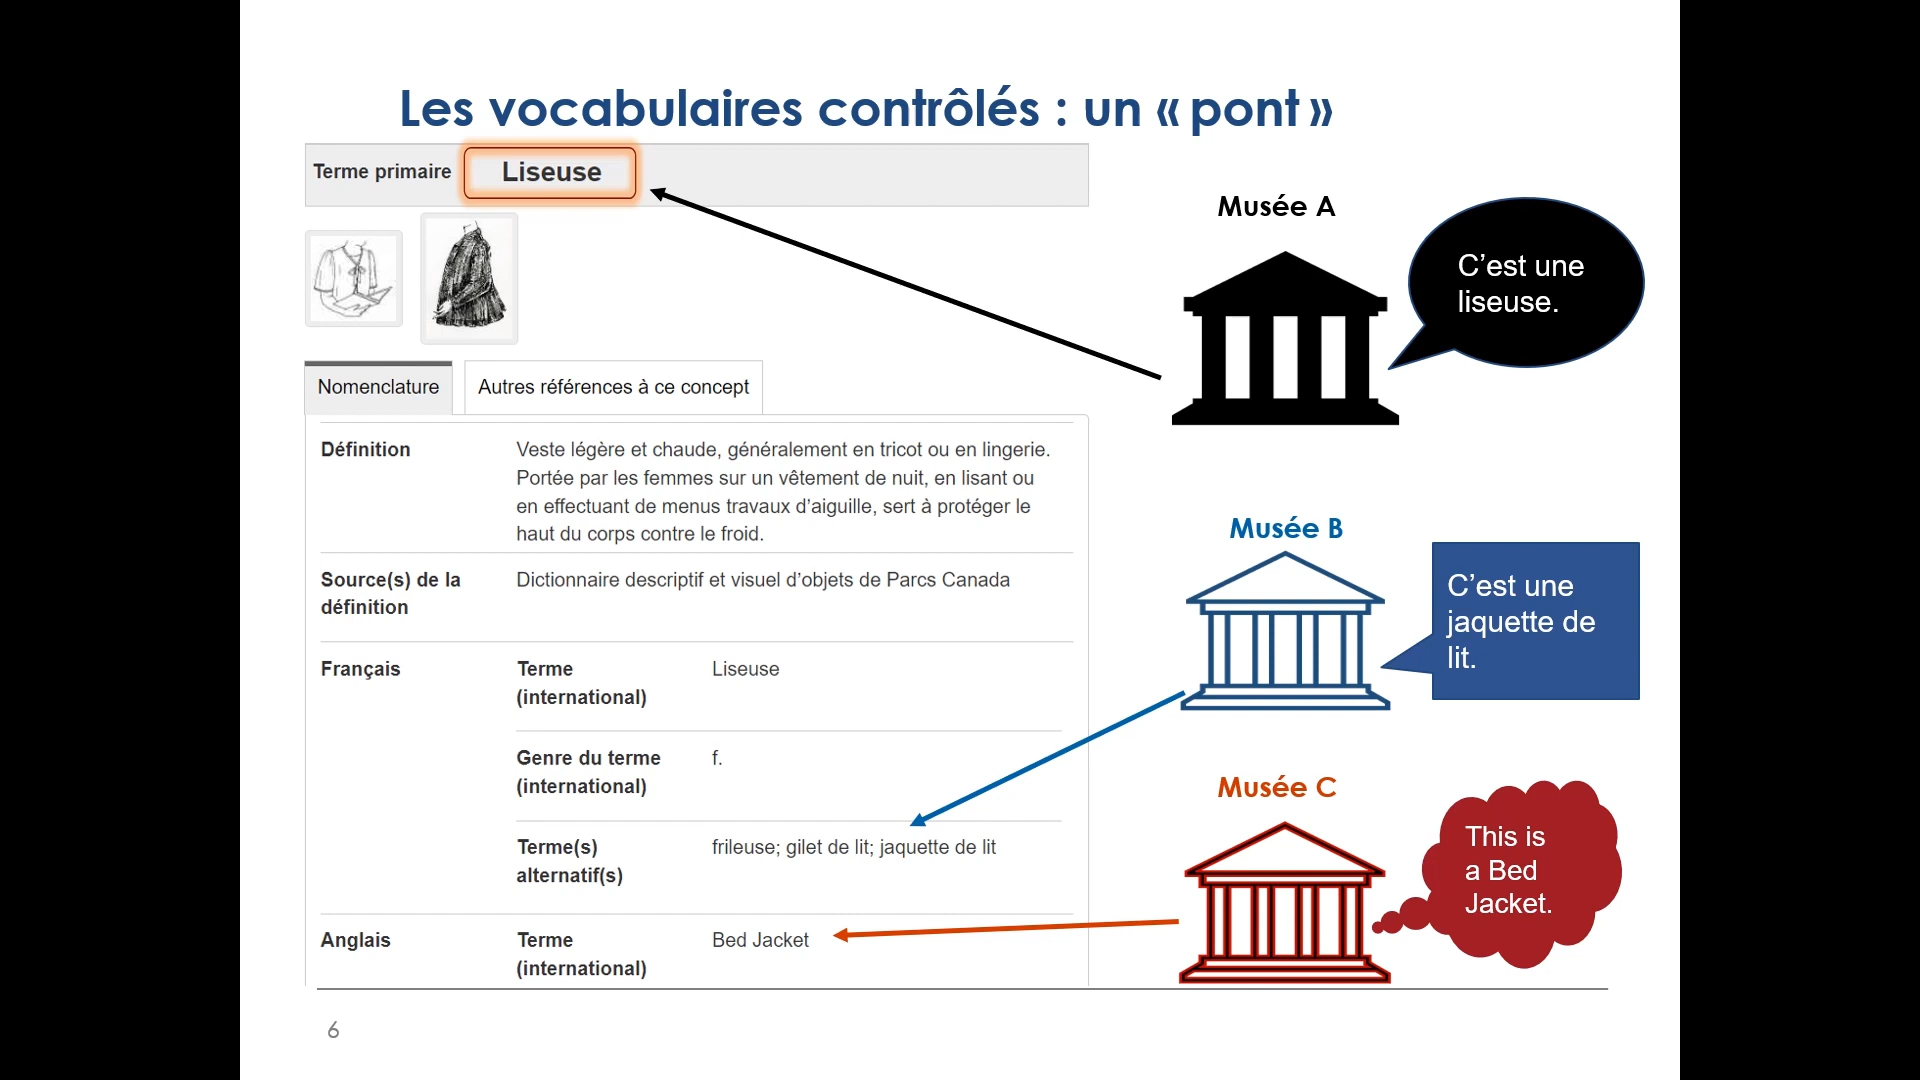 Les vocabulaires contrôlés : un « pont »
Terme primaire
Liseuse
Nomenclature
Autres références à ce concept
Définition
Veste légère et chaude, généralement en tricot ou en lingerie.
Portée par les femmes sur un vêtement de nuit, en lisant ou
en effectuant de menus travaux d’aiguille, sert à protéger le
haut du corps contre le froid.
Source(s) de la
définition
Dictionnaire descriptif et visuel d’objets de Parcs Canada
Français
Terme
(international)
Liseuse
Genre du terme
(international)
f.
Terme(s)
alternatif(s)
frileuse; gilet de lit; jaquette de lit
Anglais
Terme
(international)
Bed Jacket
Musée A
C’est une
liseuse.
Musée B
C’est une
jaquette de
lit.
Musée C
This is
a Bed
Jacket.
6